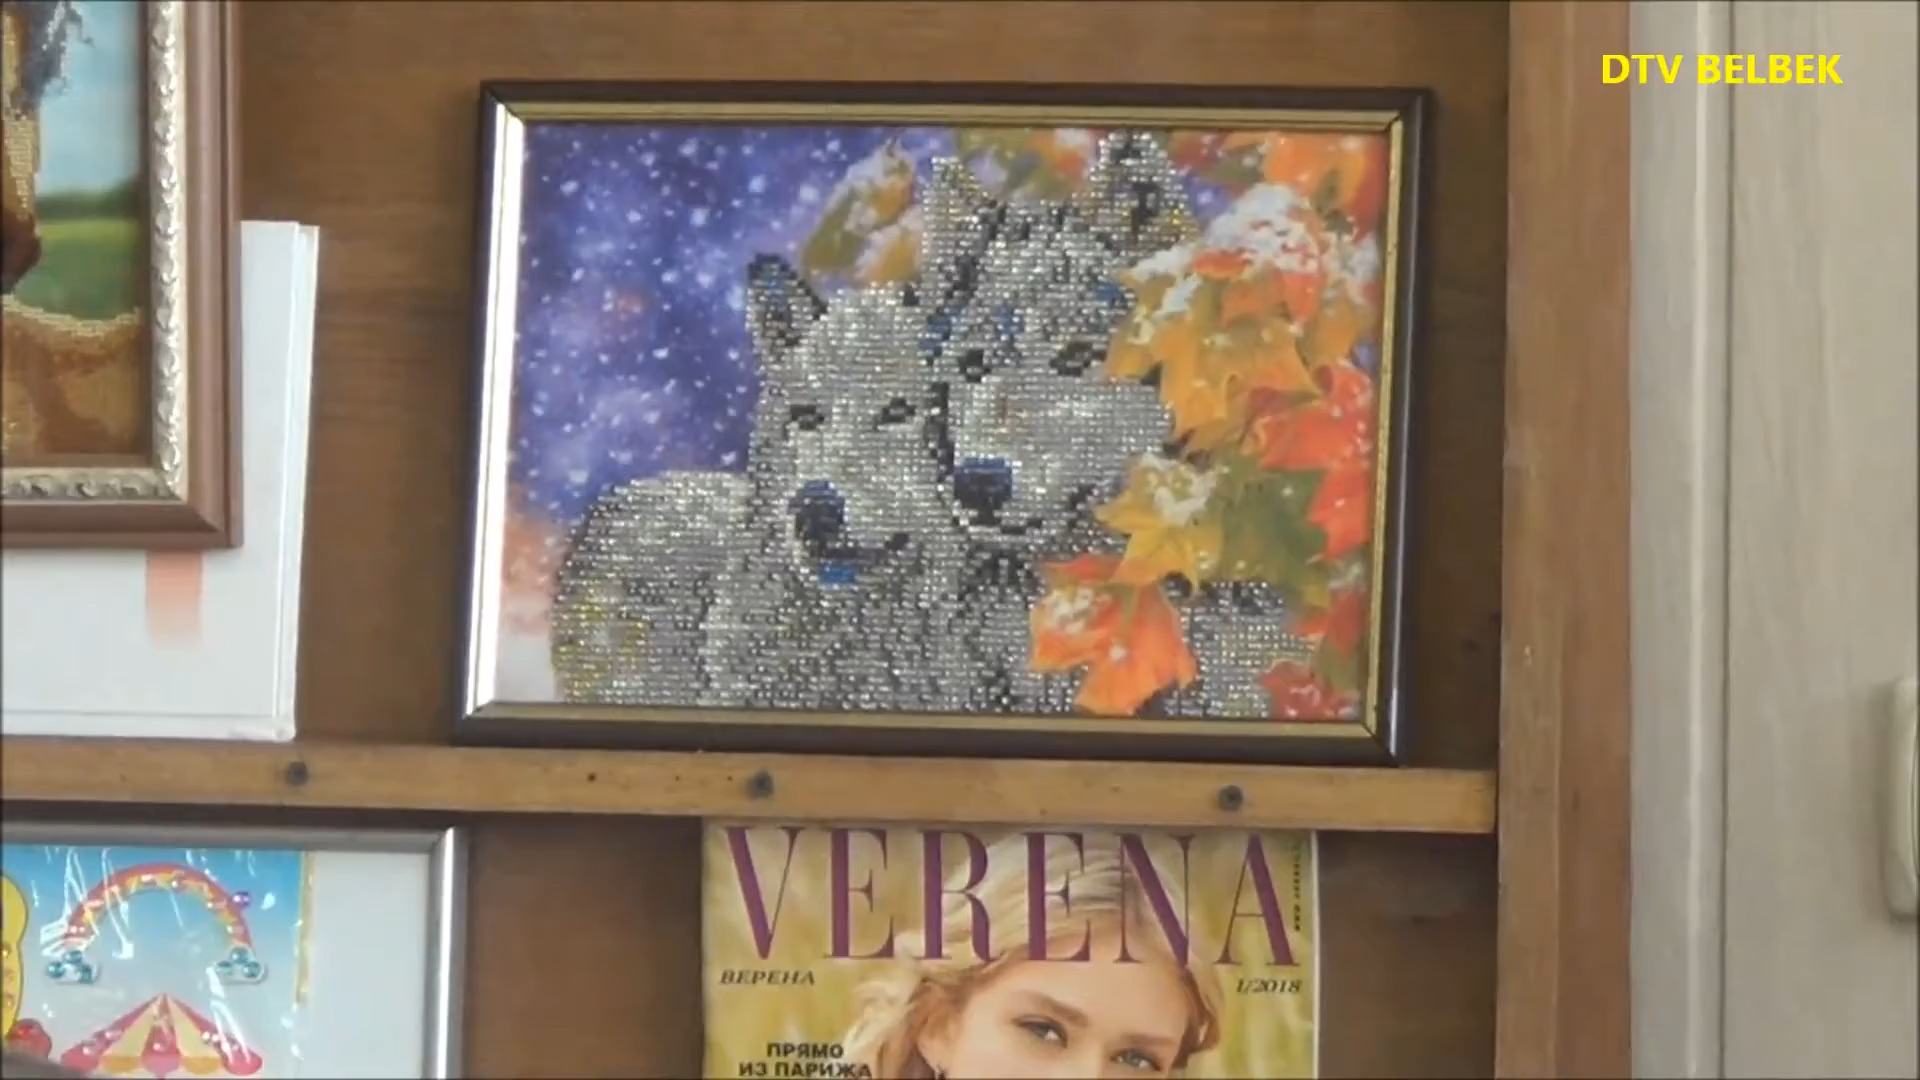 DTV BELBEK
VERENA
ВЕРЕНА
1/2018
ПРЯМО
ИЗ ПАРИЖА